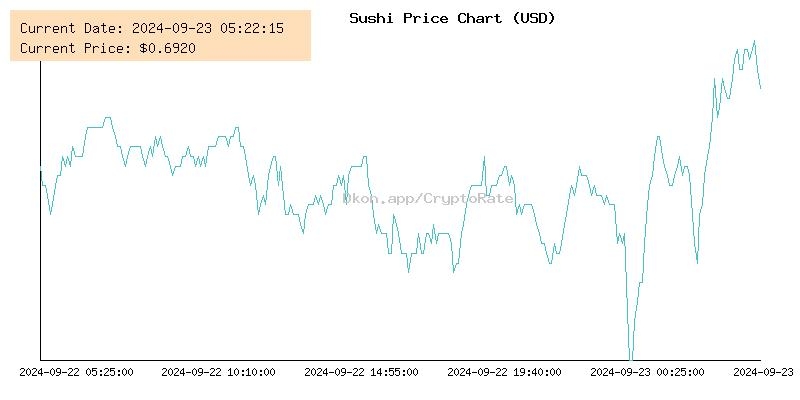 Sushi Price Chart (USD)
Current Date: 2024-09-23 05:22:15
Current Price: $0.6920
Dkon.app/CryptoRate
2024-09-22 05:25:00 2024-09-22 10:10:00 2024-09-22 14:55:00 2024-09-22 19:40:00 2024-09-23 00:25:00 2024-09-23